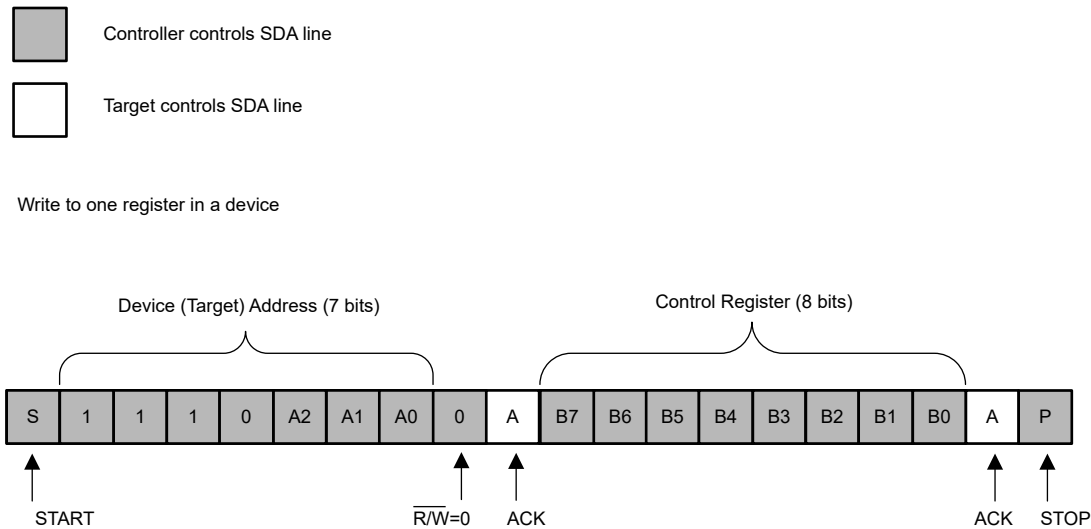 Controller controls SDA line
Target controls SDA line
Write to one register in a device
Device (Target) Address (7 bits)
Control Register (8 bits)
S 1 1 1 0 A2 A1 A0 0 A B7 B6 B5 B4 B3 B2 B1 B0 A P
START R/W=0 ACK ACK STOP